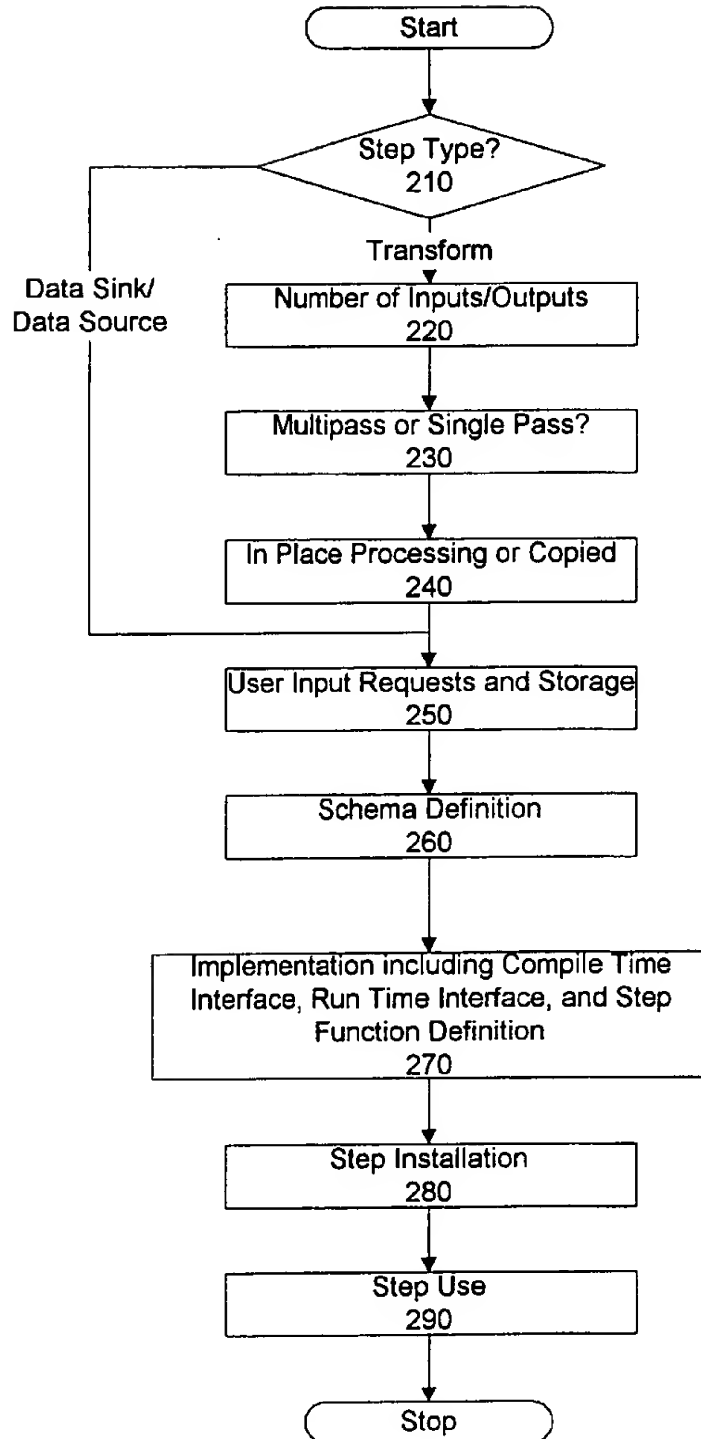 Start
Step Type?
210
Transform
Data Sink/
Data Source
Number of Inputs/Outputs
220
Multipass or Single Pass?
230
In Place Processing or Copied
240
User Input Requests and Storage
250
Schema Definition
260
Implementation including Compile Time
Interface, Run Time Interface, and Step
Function Definition
270
Step Installation
280
Step Use
290
Stop